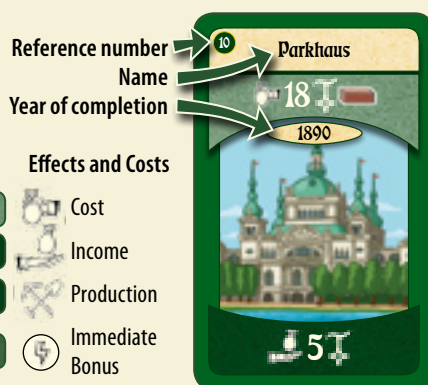 Reference number
Name
Year of completion
Effects and Costs
Cost
Income
Production
Immediate
Bonus
10
Parkhaus
18
1890
5